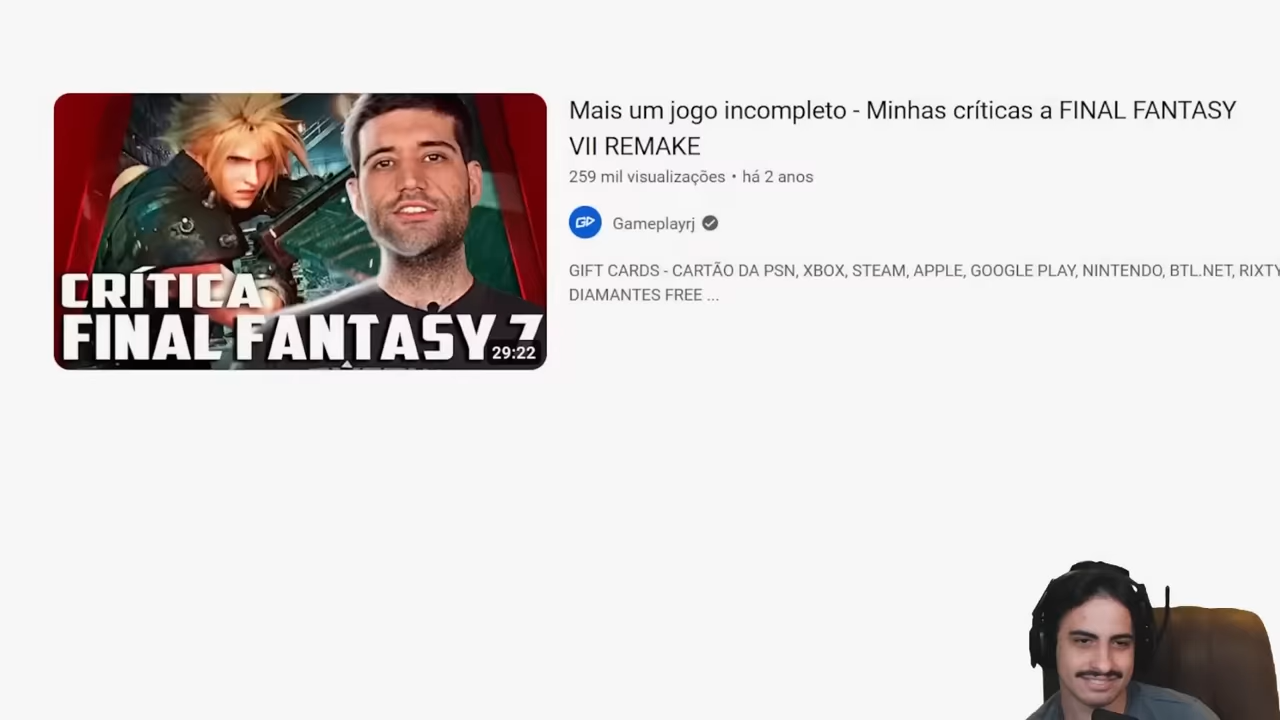 CRÍTICA
FINAL FANTASY 7
29:22
Mais um jogo incompleto - Minhas críticas a FINAL FANTASY
VII REMAKE
259 mil visualizações • há 2 anos
Gameplayrj
GIFT CARDS - CARTÃO DA PSN, XBOX, STEAM, APPLE, GOOGLE PLAY, NINTENDO, BTL.NET, RIXTY
DIAMANTES FREE ...